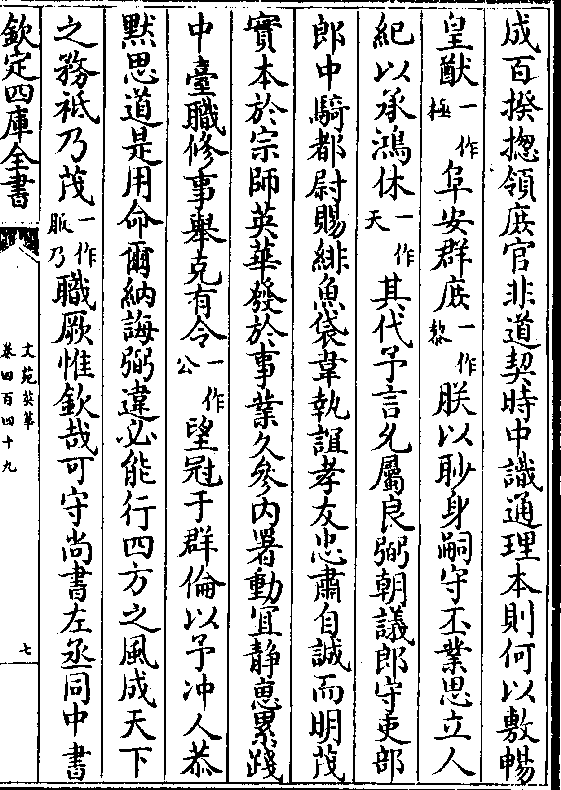 成百揆揔領庶官非道契時中識通理本則何以敷暢
皇猷一作極阜安群庶一作黎朕以眇身嗣守丕業思立人
紀以承鴻休一作天其代予言允屬良弼朝議郎守吏部
郎中騎都尉賜緋魚袋韋執誼孝友忠肅自誠而明茂
實本於宗師英華發於事業久參内署動宜靜恵累踐
中臺職修事舉克有令一作公望冠于群倫以予沖人恭
默思道是用命爾納誨弼違必能行四方之風成天下
之務祗乃茂一作脤乃職厥惟欽哉可守尚書左丞同中書
欽定四庫全書
文苑英華
卷四百四十九
七